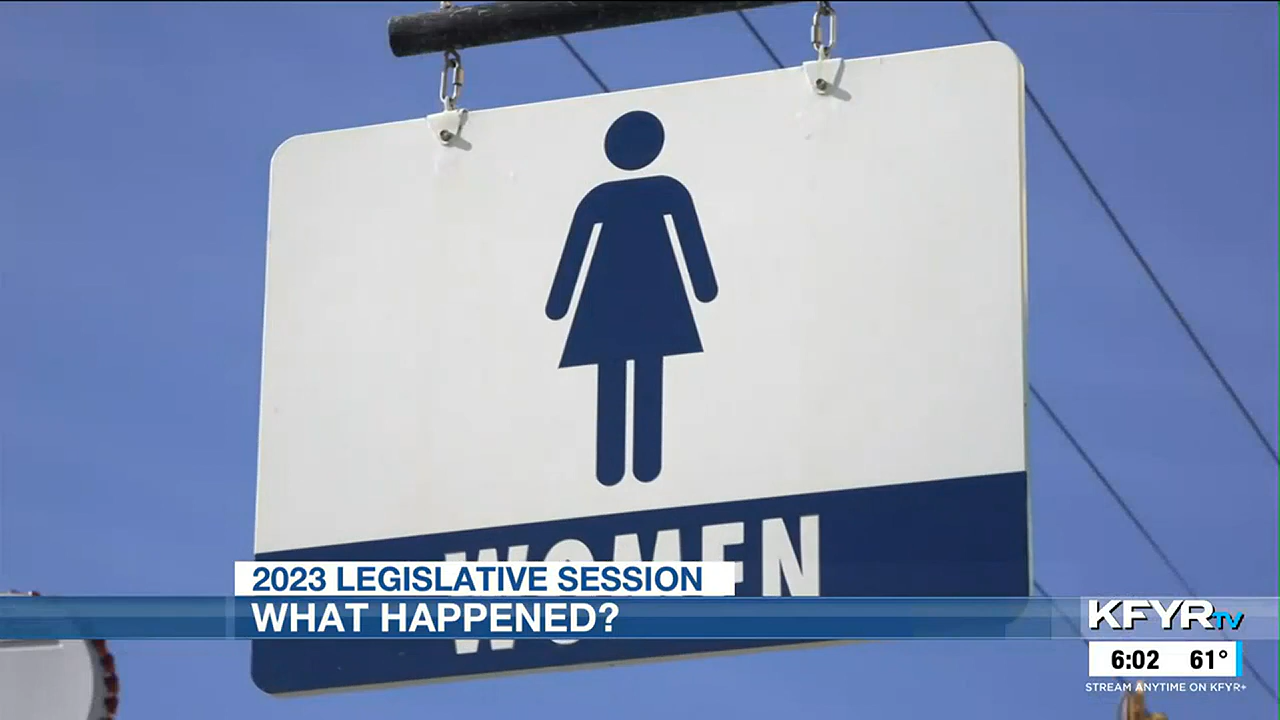 WOMEN
2023 LEGISLATIVE SESSION
WHAT HAPPENED?
KFYR TV
6:02 61°
STREAM ANYTIME ON KFYR+